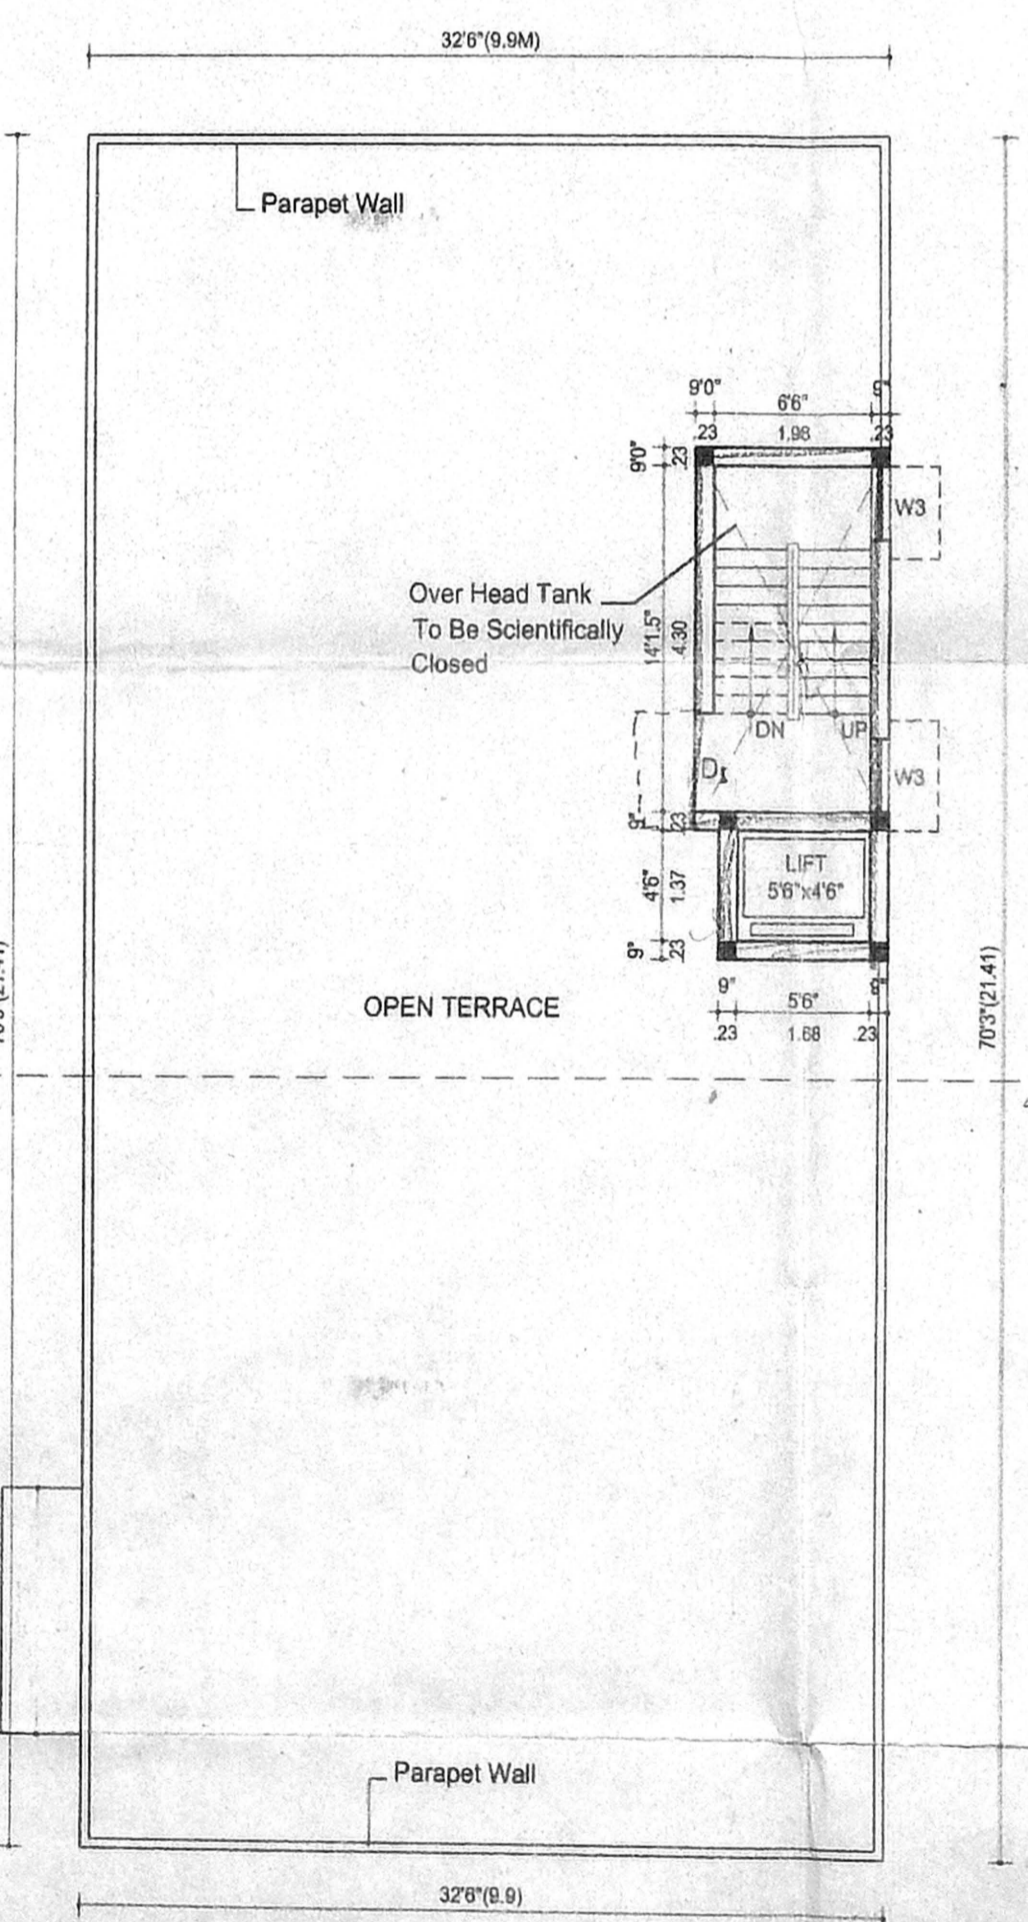 32'6"(9.9M)
Parapet Wall
9'0"
6'6"
9"
.23
1.98
.23
9'0"
.23
W3
Over Head Tank
To Be Scientifically
Closed
14'1.5"
4.30
DN
UP
D1
W3
9"
.23
LIFT
5'6"x4'6"
4'6"
1.37
9"
.23
9"
5'6"
9"
.23
1.68
.23
OPEN TERRACE
70'3"(21.41)
Parapet Wall
32'6"(9.9)